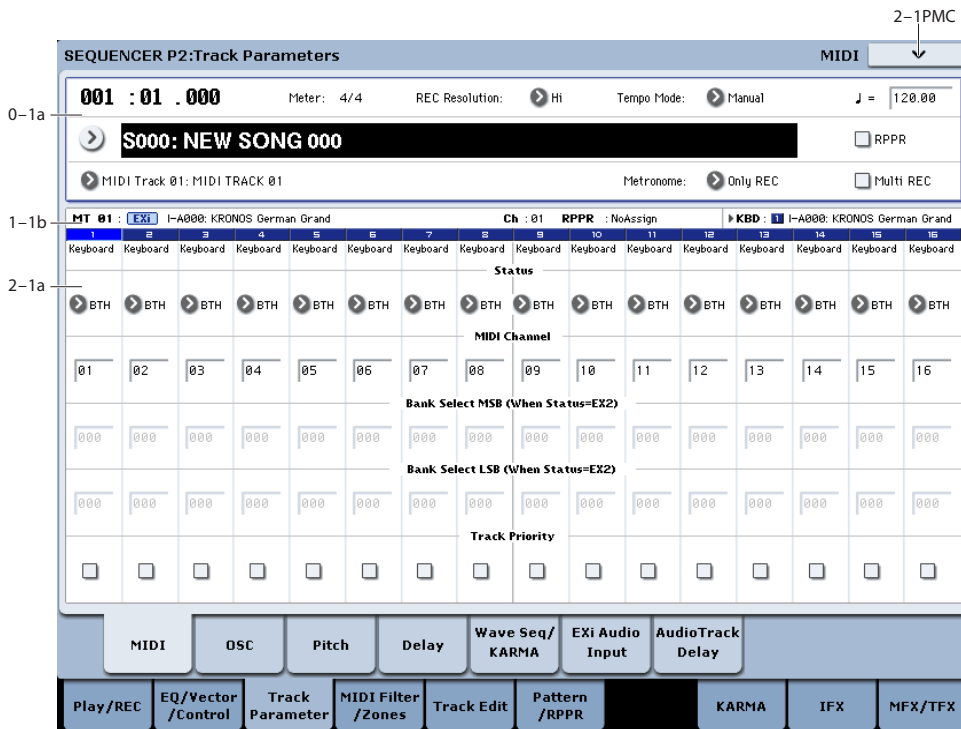 2–1PMC
SEQUENCER P2:Track Parameters MIDI
001 :01 .000 Meter: 4/4 REC Resolution: Hi Tempo Mode: Manual ♩ = 120.00
0–1a
S000: NEW SONG 000 RPPR
MIDI Track 01: MIDI TRACK 01 Metronome: Only REC Multi REC
1–1b
MT 01 : EXi I-A000: KRONOS German Grand Ch :01 RPPR :NoAssign KBD : 1 I-A000: KRONOS German Grand
1 2 3 4 5 6 7 8 9 10 11 12 13 14 15 16
Keyboard Keyboard Keyboard Keyboard Keyboard Keyboard Keyboard Keyboard Keyboard Keyboard Keyboard Keyboard Keyboard Keyboard Keyboard Keyboard
Status
2–1a
BTH BTH BTH BTH BTH BTH BTH BTH BTH BTH BTH BTH BTH BTH BTH BTH
MIDI Channel
01 02 03 04 05 06 07 08 09 10 11 12 13 14 15 16
Bank Select MSB (When Status=EX2)
000 000 000 000 000 000 000 000 000 000 000 000 000 000 000 000
Bank Select LSB (When Status=EX2)
000 000 000 000 000 000 000 000 000 000 000 000 000 000 000 000
Track Priority
MIDI OSC Pitch Delay Wave Seq/ KARMA EXi Audio Input AudioTrack Delay
Play/REC EQ/Vector /Control Track Parameter MIDI Filter /Zones Track Edit Pattern /RPPR KARMA IFX MFX/TFX